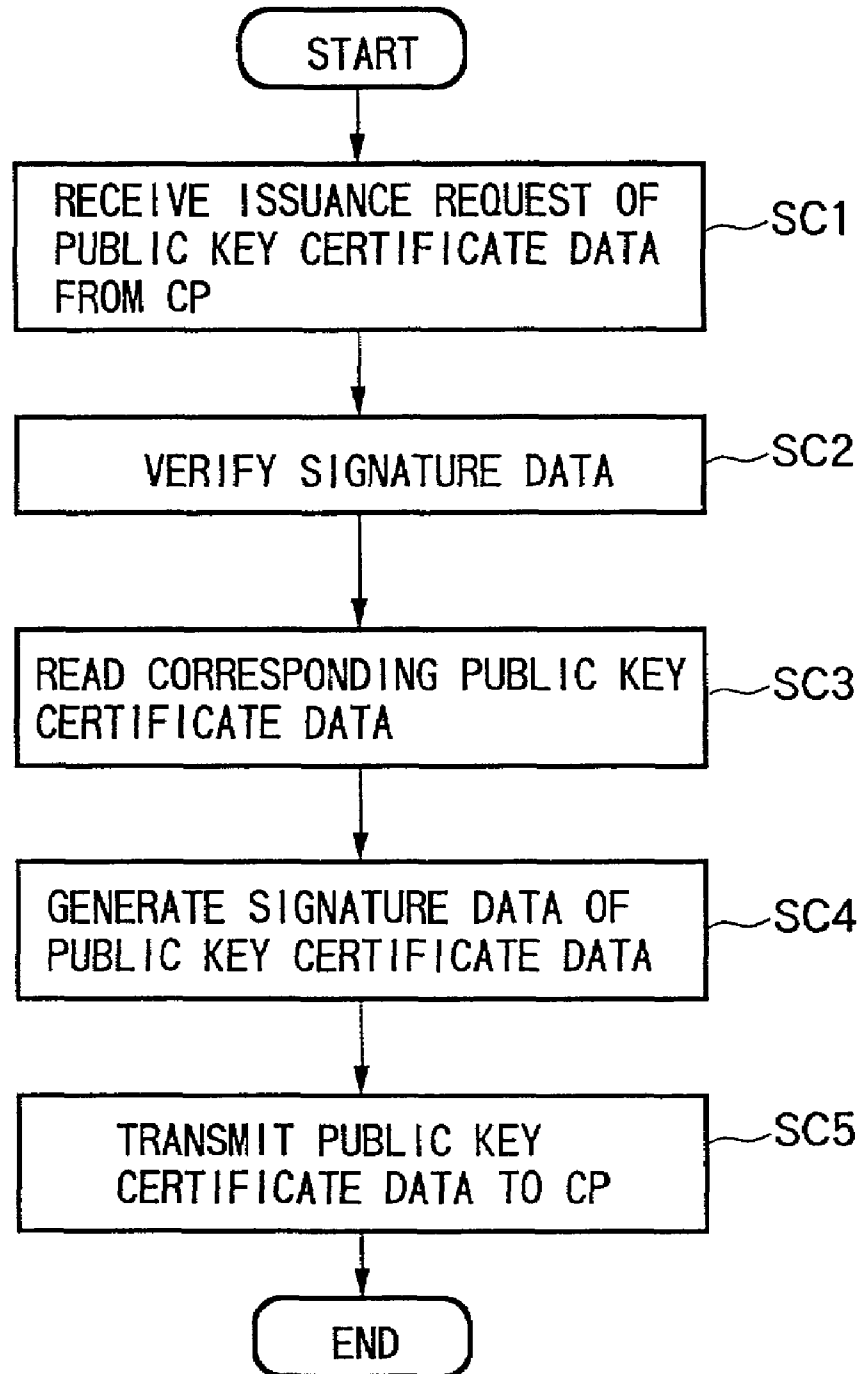 START
RECEIVE ISSUANCE REQUEST OF
PUBLIC KEY CERTIFICATE DATA
FROM CP
SC1
VERIFY SIGNATURE DATA
SC2
READ CORRESPONDING PUBLIC KEY
CERTIFICATE DATA
SC3
GENERATE SIGNATURE DATA OF
PUBLIC KEY CERTIFICATE DATA
SC4
TRANSMIT PUBLIC KEY
CERTIFICATE DATA TO CP
SC5
END